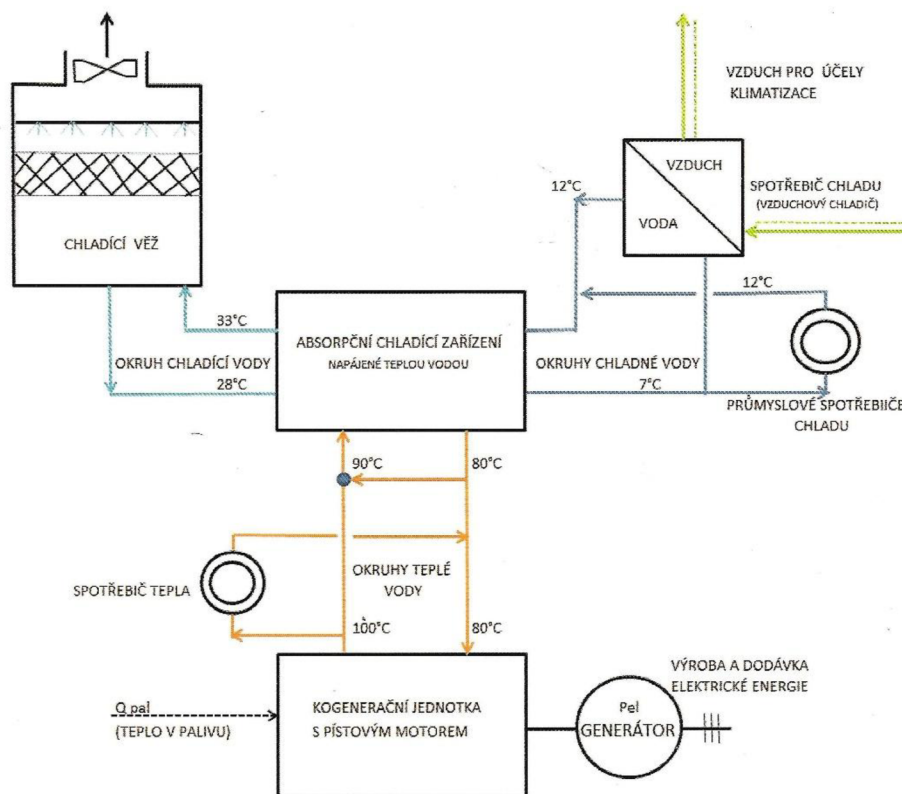 VZDUCH PRO ÚČELY
KLIMATIZACE
VZDUCH
12°C
SPOTŘEBIČ CHLADU
(VZDUCHOVÝ CHLADIČ)
VODA
CHLADÍCÍ VĚŽ
12°C
33°C
ABSORPČNÍ CHLADÍCÍ ZAŘÍZENÍ
NAPÁJENÉ TEPLOU VODOU
OKRUH CHLADÍCÍ VODY
OKRUHY CHLADNÉ VODY
28°C
7°C
PRŮMYSLOVÉ SPOTŘEBIIČE
CHLADU
90°C
80°C
OKRUHY TEPLÉ
VODY
SPOTŘEBIČ TEPLA
100°C
80°C
VÝROBA A DODÁVKA
ELEKTRICKÉ ENERGIE
Q pal
(TEPLO V PALIVU)
KOGENERAČNÍ JEDNOTKA
S PÍSTOVÝM MOTOREM
Pel
GENERÁTOR